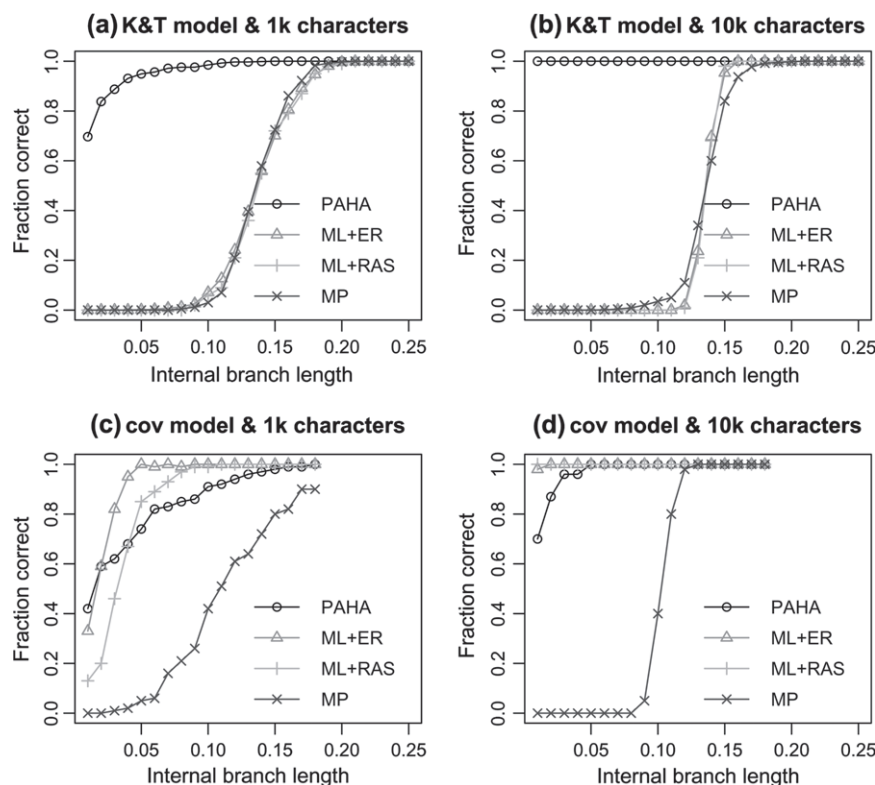 (a) K&T model & 1k characters
Fraction correct
0.0 0.2 0.4 0.6 0.8 1.0
PAHA
ML+ER
ML+RAS
MP
0.05 0.10 0.15 0.20 0.25
Internal branch length
(b) K&T model & 10k characters
Fraction correct
0.0 0.2 0.4 0.6 0.8 1.0
PAHA
ML+ER
ML+RAS
MP
0.05 0.10 0.15 0.20 0.25
Internal branch length
(c) cov model & 1k characters
Fraction correct
0.0 0.2 0.4 0.6 0.8 1.0
PAHA
ML+ER
ML+RAS
MP
0.05 0.10 0.15 0.20 0.25
Internal branch length
(d) cov model & 10k characters
Fraction correct
0.0 0.2 0.4 0.6 0.8 1.0
PAHA
ML+ER
ML+RAS
MP
0.05 0.10 0.15 0.20 0.25
Internal branch length